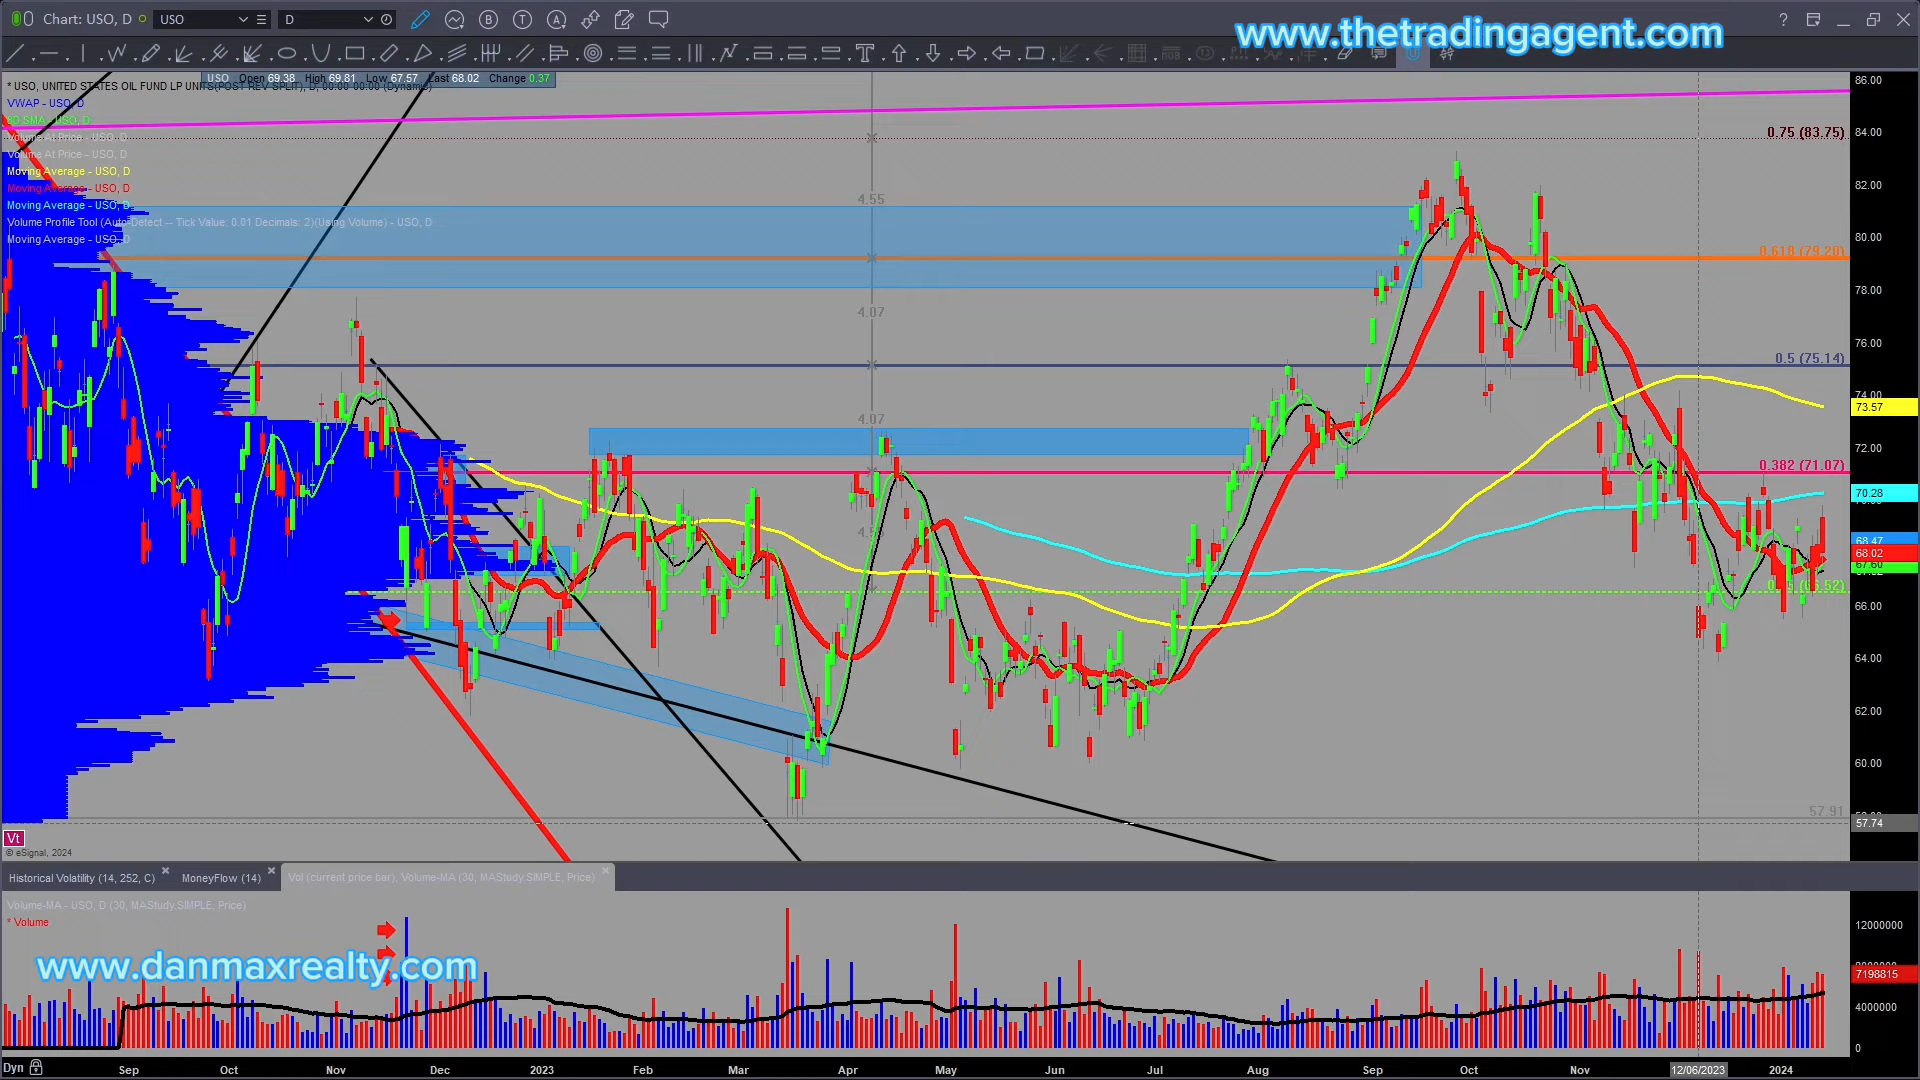 Chart: USO, D
USO
D
www.thetradingagent.com
USO Open 69.38 High 69.81 Low 67.57 Last 68.02 Change 0.37
* USO, UNITED STATES OIL FUND LP UNITS(POST REV SPLIT), D, 00:00-00:00 (Dynamic)
VWAP - USO, D
Volume At Price - USO, D
Volume At Price - USO, D
Moving Average - USO, D
Moving Average - USO, D
Moving Average - USO, D
Volume Profile Tool (Auto-Detect -- Tick Value: 0.01 Decimals: 2)(Using Volume) - USO, D
Moving Average - USO, D
86.00
0.75 (83.75)
84.00
4.55
82.00
80.00
0.618 (79.20)
78.00
4.07
76.00
0.5 (75.14)
74.00
73.57
4.07
72.00
0.382 (71.07)
70.28
68.47
68.02
66.00
64.00
62.00
60.00
57.91
57.74
Vt
© eSignal, 2024
Historical Volatility (14, 252, C)
MoneyFlow (14)
Vol (current price bar), Volume-MA (30, MAStudy.SIMPLE, Price)
Volume-MA - USO, D (30, MAStudy.SIMPLE, Price)
* Volume
www.danmaxrealty.com
12000000
7198815
4000000
0
Dyn
Sep Oct Nov Dec 2023 Feb Mar Apr May Jun Jul Aug Sep Oct Nov 12/06/2023 2024